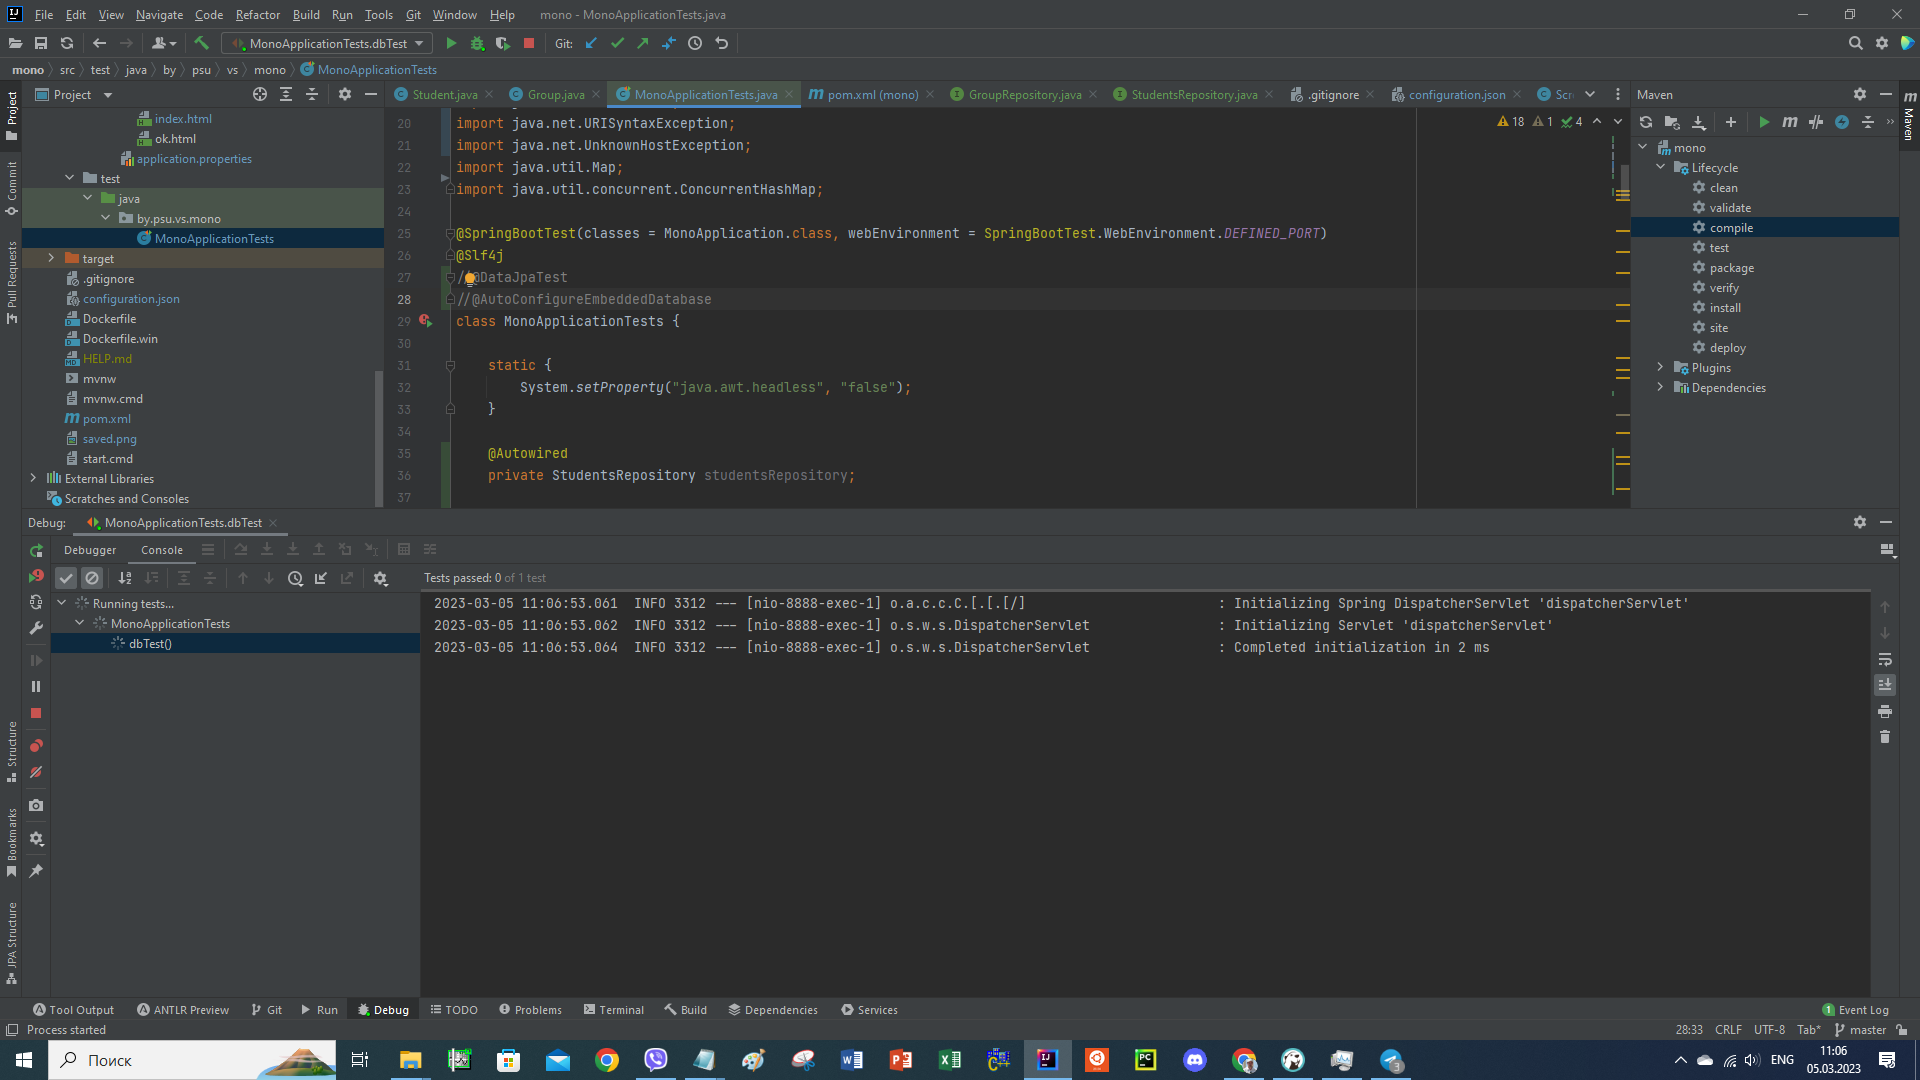 File Edit View Navigate Code Refactor Build Run Tools Git Window Help mono - MonoApplicationTests.java
MonoApplicationTests.dbTest Git:
mono src test java by psu vs mono MonoApplicationTests
Project
Student.java Group.java MonoApplicationTests.java pom.xml (mono) GroupRepository.java StudentsRepository.java .gitignore configuration.json Scr
Maven
index.html
ok.html
application.properties
test
java
by.psu.vs.mono
MonoApplicationTests
target
.gitignore
configuration.json
Dockerfile
Dockerfile.win
HELP.md
mvnw
mvnw.cmd
pom.xml
saved.png
start.cmd
External Libraries
Scratches and Consoles
18 1 4
20 import java.net.URISyntaxException;
21 import java.net.UnknownHostException;
22 import java.util.Map;
23 import java.util.concurrent.ConcurrentHashMap;
24
25 @SpringBootTest(classes = MonoApplication.class, webEnvironment = SpringBootTest.WebEnvironment.DEFINED_PORT)
26 @Slf4j
27 //@DataJpaTest
28 //@AutoConfigureEmbeddedDatabase
29 class MonoApplicationTests {
30
31 static {
32 System.setProperty("java.awt.headless", "false");
33 }
34
35 @Autowired
36 private StudentsRepository studentsRepository;
37
mono
Lifecycle
clean
validate
compile
test
package
verify
install
site
deploy
Plugins
Dependencies
Project
Commit
Pull Requests
Structure
Bookmarks
JPA Structure
Maven
Debug: MonoApplicationTests.dbTest
Debugger Console
Tests passed: 0 of 1 test
Running tests...
MonoApplicationTests
dbTest()
2023-03-05 11:06:53.061 INFO 3312 --- [nio-8888-exec-1] o.a.c.c.C.[.[.[/] : Initializing Spring DispatcherServlet 'dispatcherServlet'
2023-03-05 11:06:53.062 INFO 3312 --- [nio-8888-exec-1] o.s.w.s.DispatcherServlet : Initializing Servlet 'dispatcherServlet'
2023-03-05 11:06:53.064 INFO 3312 --- [nio-8888-exec-1] o.s.w.s.DispatcherServlet : Completed initialization in 2 ms
Tool Output ANTLR Preview Git Run Debug TODO Problems Terminal Build Dependencies Services 1 Event Log
Process started 28:33 CRLF UTF-8 Tab* master
Поиск
ENG
11:06
05.03.2023